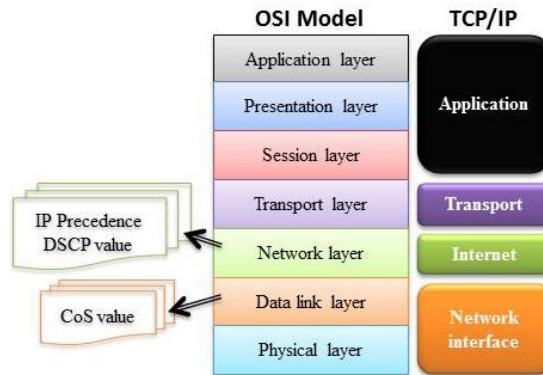 OSI Model
TCP/IP
Application layer
Presentation layer
Session layer
Transport layer
Network layer
Data link layer
Physical layer
Application
Transport
Internet
Network
interface
IP Precedence
DSCP value
CoS value